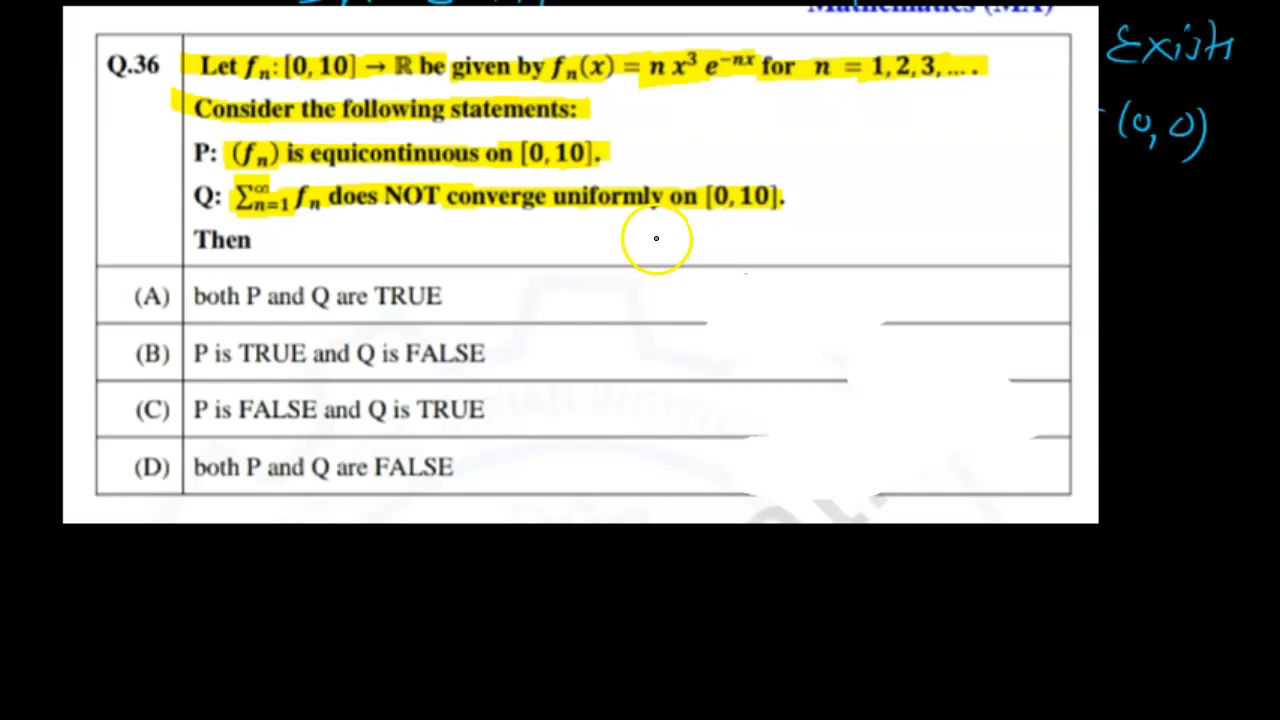 Mathematics (MA)
Exists
(0,0)
Q.36 Let fₙ: [0, 10] → ℝ be given by fₙ(x) = n x³ e⁻ⁿˣ for n = 1, 2, 3, … .
Consider the following statements:
P: (fₙ) is equicontinuous on [0, 10].
Q: ∑ₙ₌₁^∞ fₙ does NOT converge uniformly on [0, 10].
Then
(A) both P and Q are TRUE
(B) P is TRUE and Q is FALSE
(C) P is FALSE and Q is TRUE
(D) both P and Q are FALSE